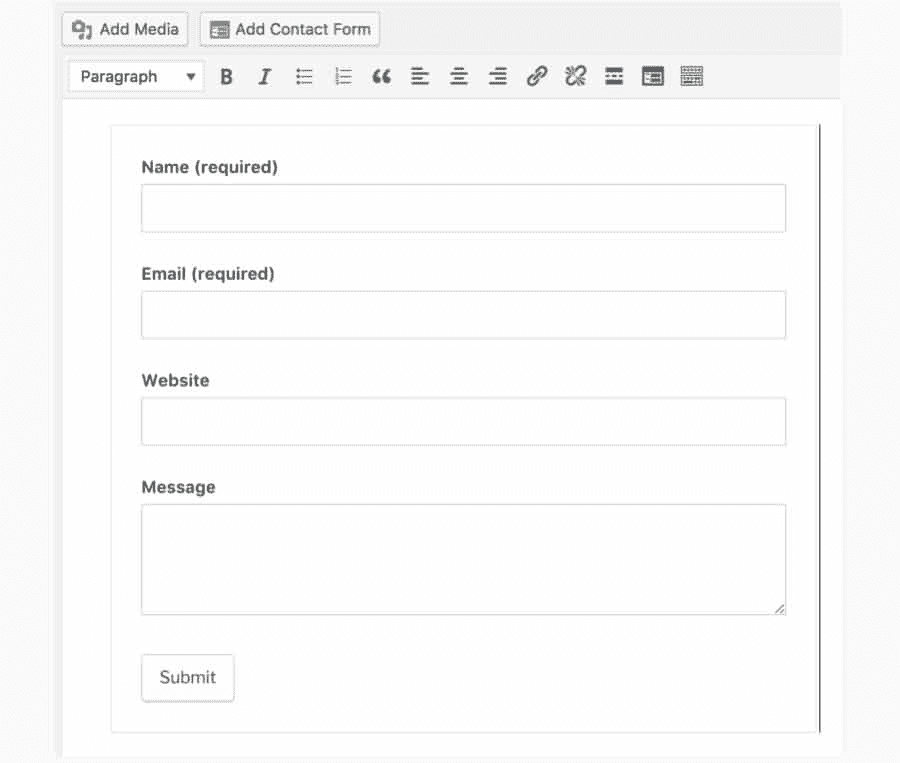 Add Media Add Contact Form
Paragraph B I
Name (required)
Email (required)
Website
Message
Submit